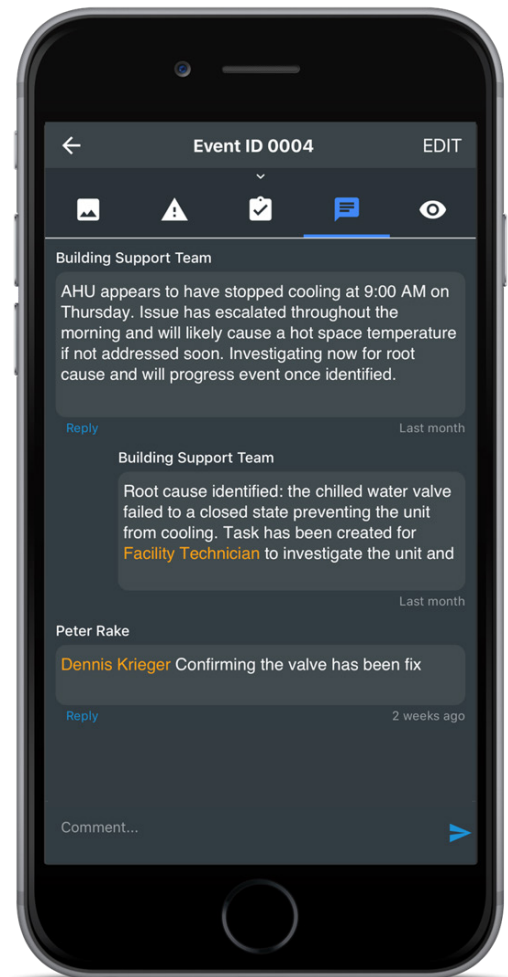 Event ID 0004
EDIT
Building Support Team
AHU appears to have stopped cooling at 9:00 AM on
Thursday. Issue has escalated throughout the
morning and will likely cause a hot space temperature
if not addressed soon. Investigating now for root
cause and will progress event once identified.
Reply
Last month
Building Support Team
Root cause identified: the chilled water valve
failed to a closed state preventing the unit
from cooling. Task has been created for
Facility Technician to investigate the unit and
Last month
Peter Rake
Dennis Krieger Confirming the valve has been fix
Reply
2 weeks ago
Comment...